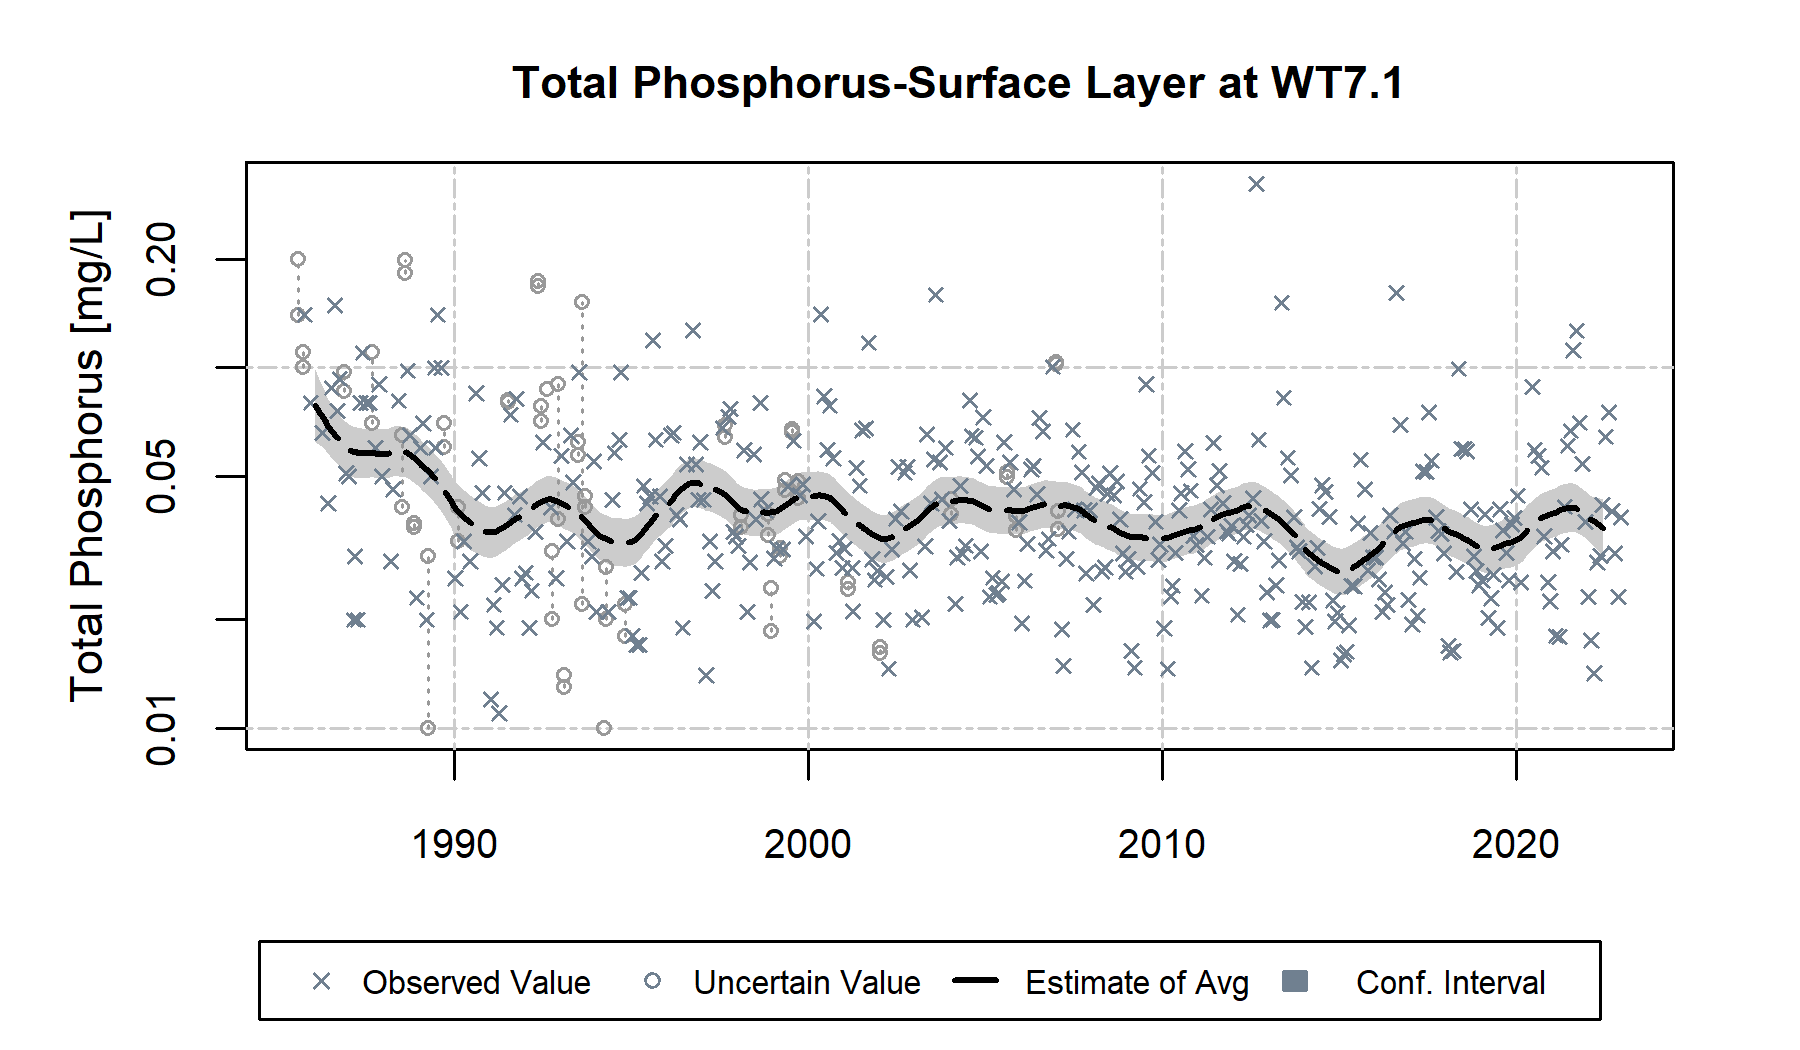 Total Phosphorus-Surface Layer at WT7.1
Total Phosphorus [mg/L]
0.20
0.05
0.01
1990 2000 2010 2020
Observed Value Uncertain Value Estimate of Avg Conf. Interval